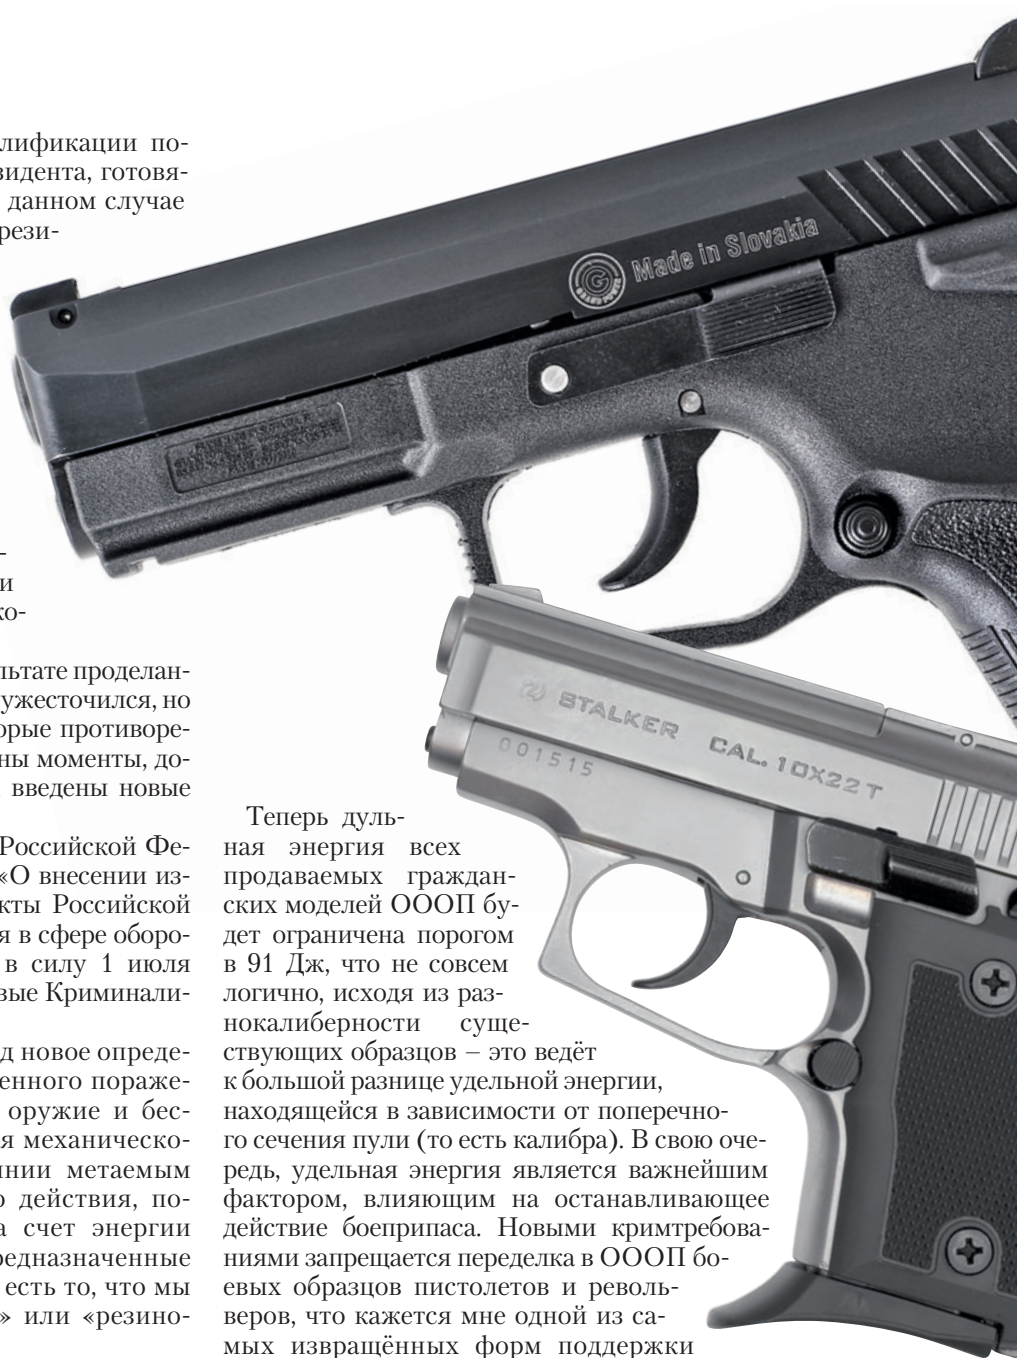 лификации по-
зидента, готовя-
данном случае
рези-
-
и
ко-
льтате проделан-
ужесточился, но
орые противоре-
ны моменты, до-
введены новые
Российской Фе-
«О внесении из-
кты Российской
я в сфере оборо-
в силу 1 июля
вые Криминали-
д новое опреде-
енного пораже-
оружие и бес-
я механическо-
янии метаемым
о действия, по-
а счет энергии
редназначенные
есть то, что мы
» или «резино-
Теперь дуль-
ная энергия всех
продаваемых граждан-
ских моделей ОООП бу-
дет ограничена порогом
в 91 Дж, что не совсем
логично, исходя из раз-
нокалиберности суще-
ствующих образцов – это ведёт
к большой разнице удельной энергии,
находящейся в зависимости от поперечно-
го сечения пули (то есть калибра). В свою оче-
редь, удельная энергия является важнейшим
фактором, влияющим на останавливающее
действие боеприпаса. Новыми кримтребова-
ниями запрещается переделка в ОООП бо-
евых образцов пистолетов и револь-
веров, что кажется мне одной из са-
мых извращённых форм поддержки
G
GRAND POWER
Made in Slovakia
STALKER CAL. 10X22 T
001515